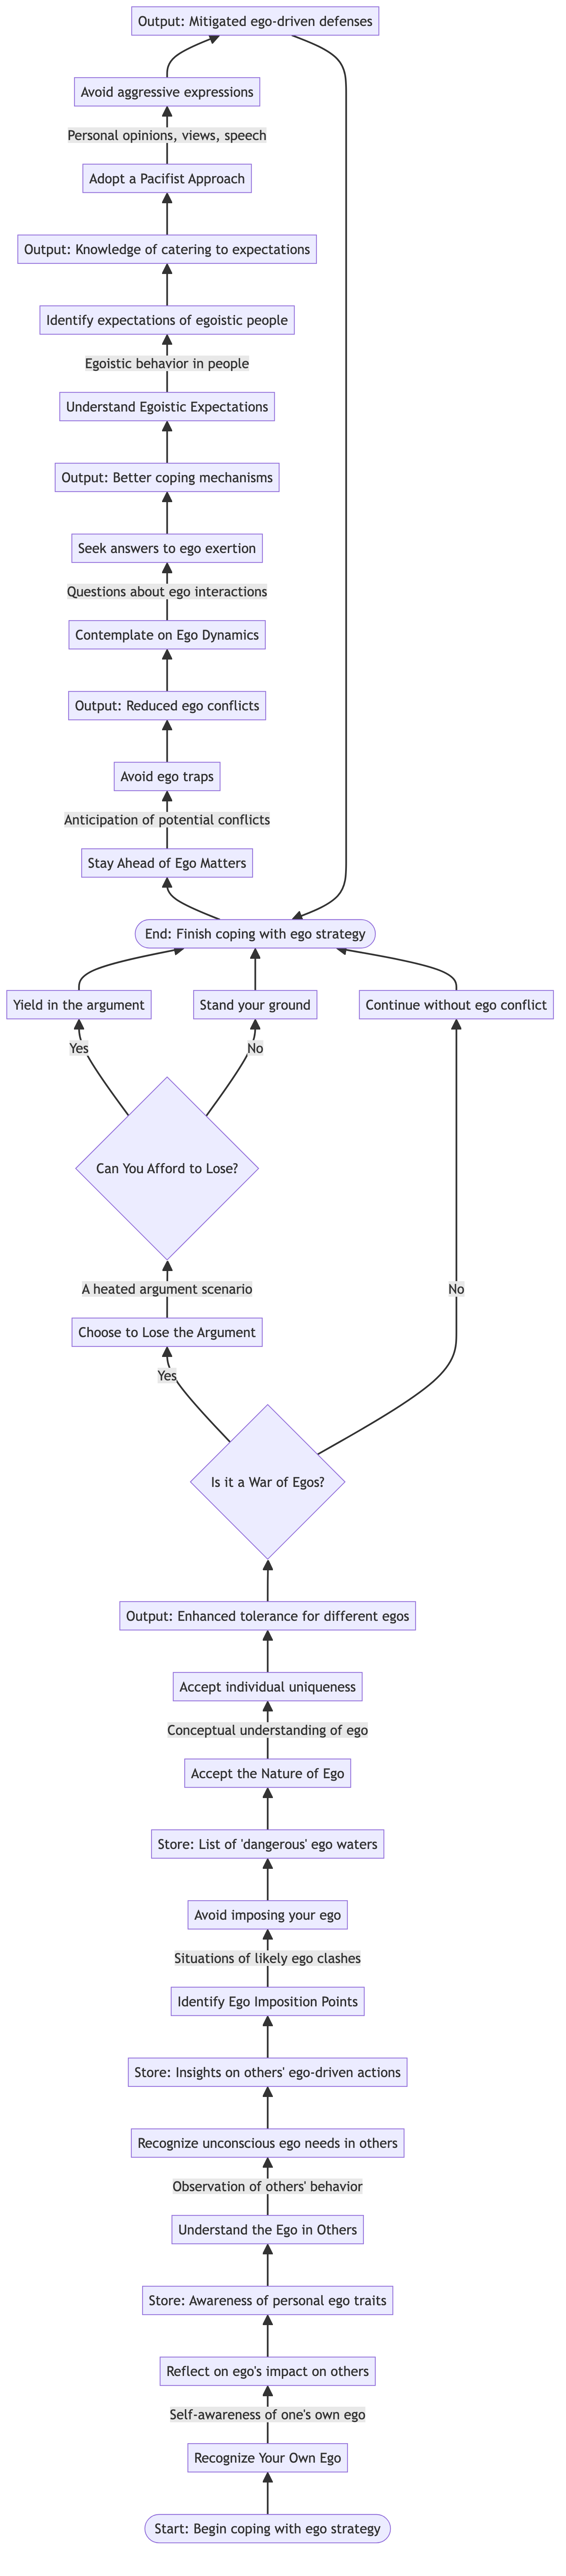 Output: Mitigated ego-driven defenses
Avoid aggressive expressions
Personal opinions, views, speech
Adopt a Pacifist Approach
Output: Knowledge of catering to expectations
Identify expectations of egoistic people
Egoistic behavior in people
Understand Egoistic Expectations
Output: Better coping mechanisms
Seek answers to ego exertion
Questions about ego interactions
Contemplate on Ego Dynamics
Output: Reduced ego conflicts
Avoid ego traps
Anticipation of potential conflicts
Stay Ahead of Ego Matters
End: Finish coping with ego strategy
Yield in the argument
Stand your ground
Continue without ego conflict
Yes
No
Can You Afford to Lose?
A heated argument scenario
No
Choose to Lose the Argument
Yes
Is it a War of Egos?
Output: Enhanced tolerance for different egos
Accept individual uniqueness
Conceptual understanding of ego
Accept the Nature of Ego
Store: List of 'dangerous' ego waters
Avoid imposing your ego
Situations of likely ego clashes
Identify Ego Imposition Points
Store: Insights on others' ego-driven actions
Recognize unconscious ego needs in others
Observation of others' behavior
Understand the Ego in Others
Store: Awareness of personal ego traits
Reflect on ego's impact on others
Self-awareness of one's own ego
Recognize Your Own Ego
Start: Begin coping with ego strategy